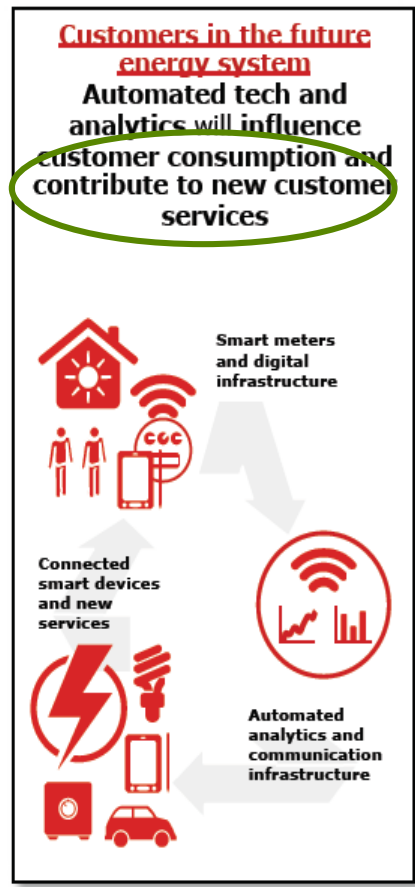 Customers in the future
energy system
Automated tech and
analytics will influence
customer consumption and
contribute to new customer
services
Smart meters
and digital
infrastructure
Connected
smart devices
and new
services
Automated
analytics and
communication
infrastructure